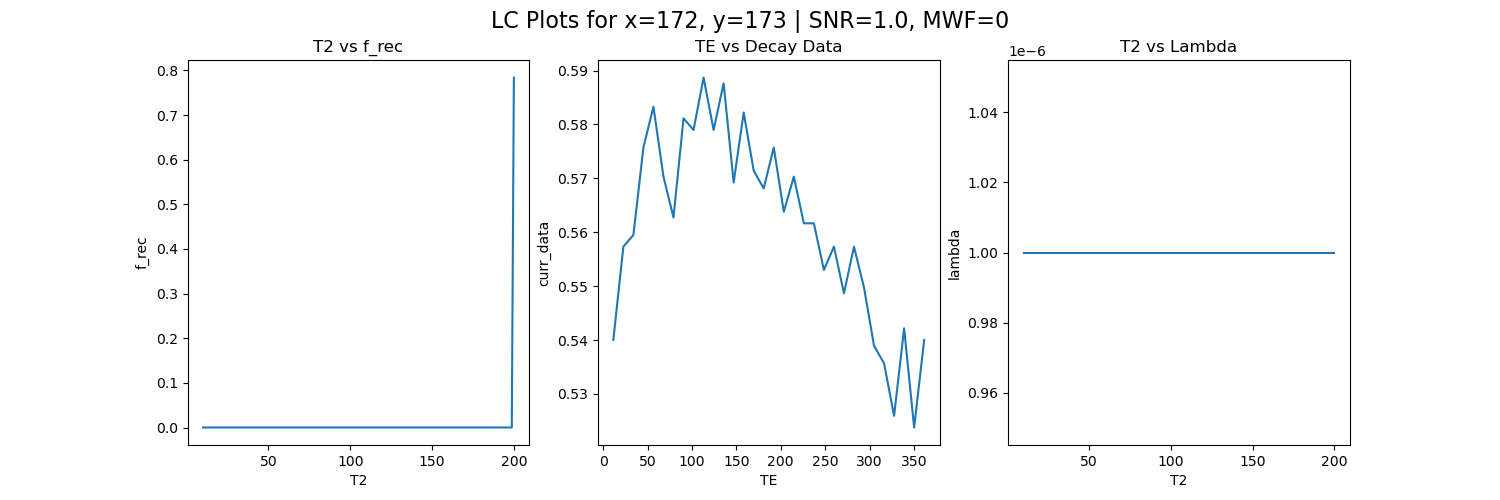 LC Plots for x=172, y=173 | SNR=1.0, MWF=0
T2 vs f_rec
f_rec
0.8
0.7
0.6
0.5
0.4
0.3
0.2
0.1
0.0
50 100 150 200
T2
TE vs Decay Data
curr_data
0.59
0.58
0.57
0.56
0.55
0.54
0.53
0 50 100 150 200 250 300 350
TE
T2 vs Lambda
1e−6
lambda
1.04
1.02
1.00
0.98
0.96
50 100 150 200
T2